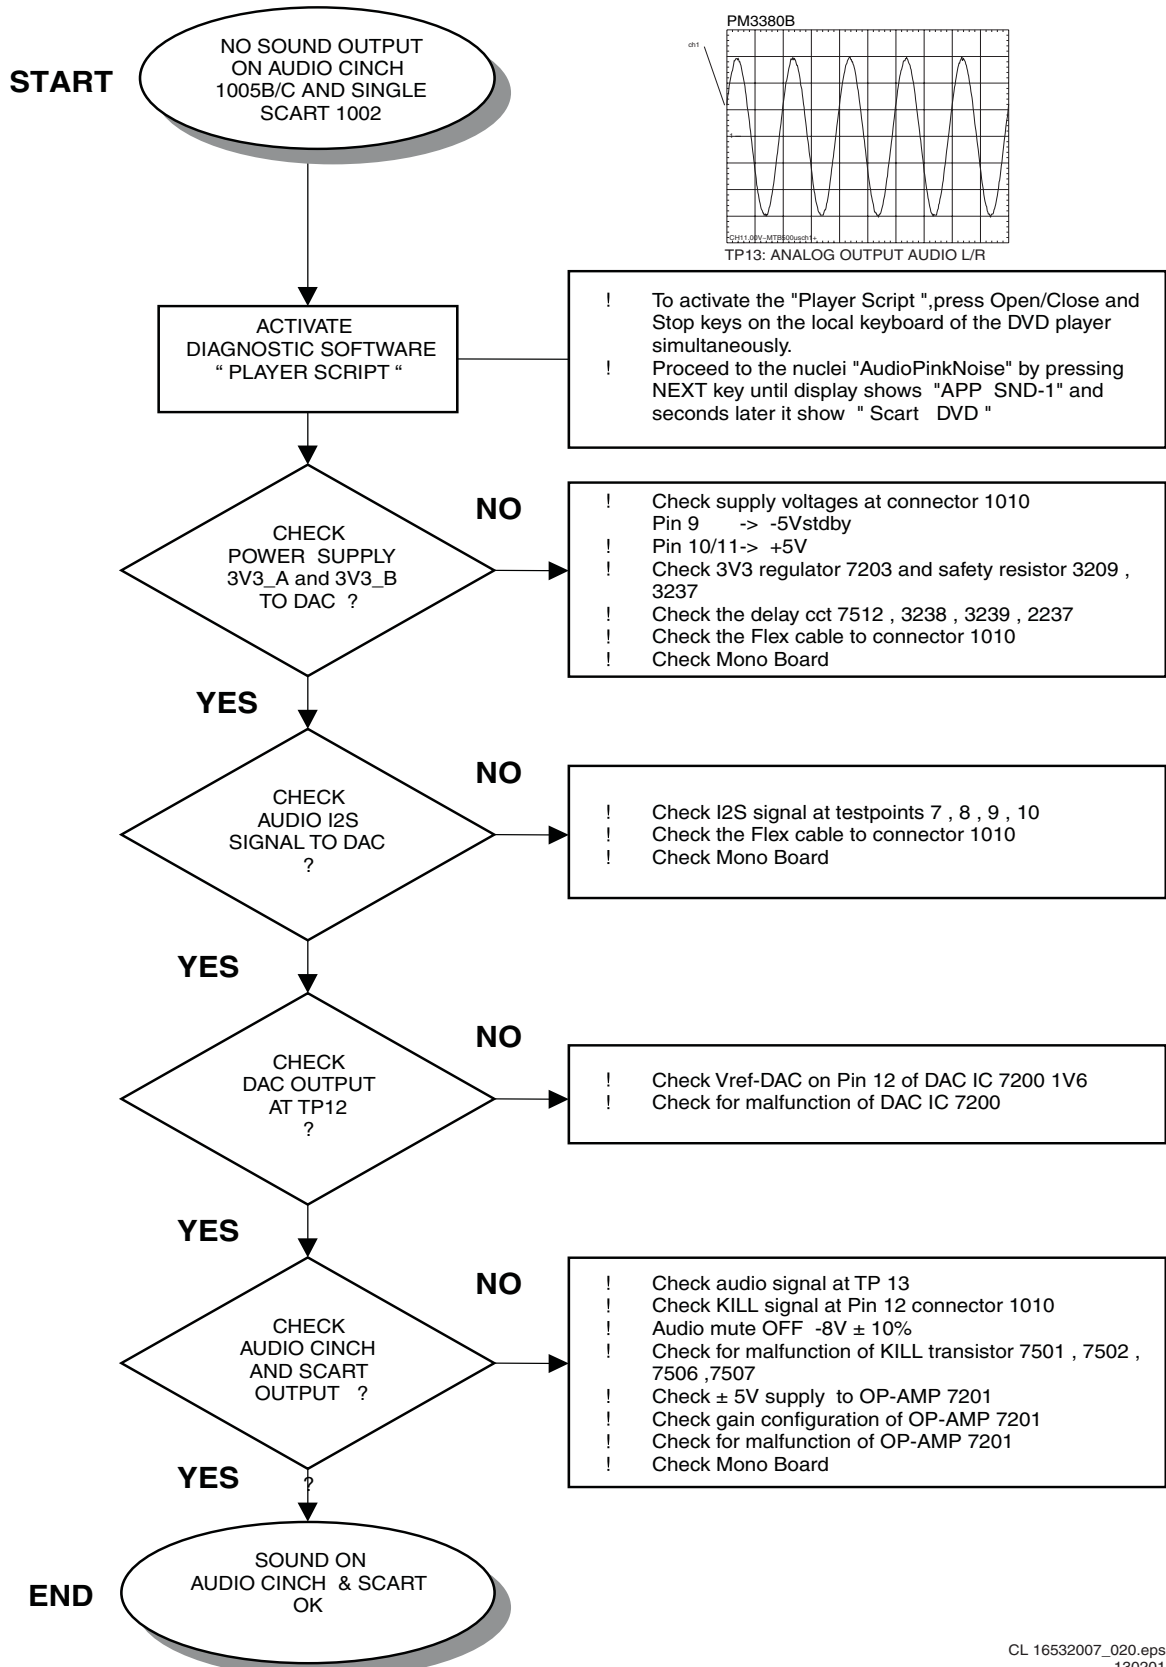 START
NO SOUND OUTPUT
ON AUDIO CINCH
1005B/C AND SINGLE
SCART 1002
PM3380B
ch1
1
CH11.00V~MTB500usch1+
TP13: ANALOG OUTPUT AUDIO L/R
ACTIVATE
DIAGNOSTIC SOFTWARE
“ PLAYER SCRIPT “
! To activate the "Player Script ",press Open/Close and
Stop keys on the local keyboard of the DVD player
simultaneously.
! Proceed to the nuclei "AudioPinkNoise" by pressing
NEXT key until display shows "APP SND-1" and
seconds later it show " Scart DVD "
CHECK
POWER SUPPLY
3V3_A and 3V3_B
TO DAC ?
NO
! Check supply voltages at connector 1010
Pin 9 -> -5Vstdby
! Pin 10/11-> +5V
! Check 3V3 regulator 7203 and safety resistor 3209 ,
3237
! Check the delay cct 7512 , 3238 , 3239 , 2237
! Check the Flex cable to connector 1010
! Check Mono Board
YES
CHECK
AUDIO I2S
SIGNAL TO DAC
?
NO
! Check I2S signal at testpoints 7 , 8 , 9 , 10
! Check the Flex cable to connector 1010
! Check Mono Board
YES
CHECK
DAC OUTPUT
AT TP12
?
NO
! Check Vref-DAC on Pin 12 of DAC IC 7200 1V6
! Check for malfunction of DAC IC 7200
YES
CHECK
AUDIO CINCH
AND SCART
OUTPUT ?
NO
! Check audio signal at TP 13
! Check KILL signal at Pin 12 connector 1010
! Audio mute OFF -8V ± 10%
! Check for malfunction of KILL transistor 7501 , 7502 ,
7506 ,7507
! Check ± 5V supply to OP-AMP 7201
! Check gain configuration of OP-AMP 7201
! Check for malfunction of OP-AMP 7201
! Check Mono Board
YES
?
END
SOUND ON
AUDIO CINCH & SCART
OK
CL 16532007_020.eps
130201